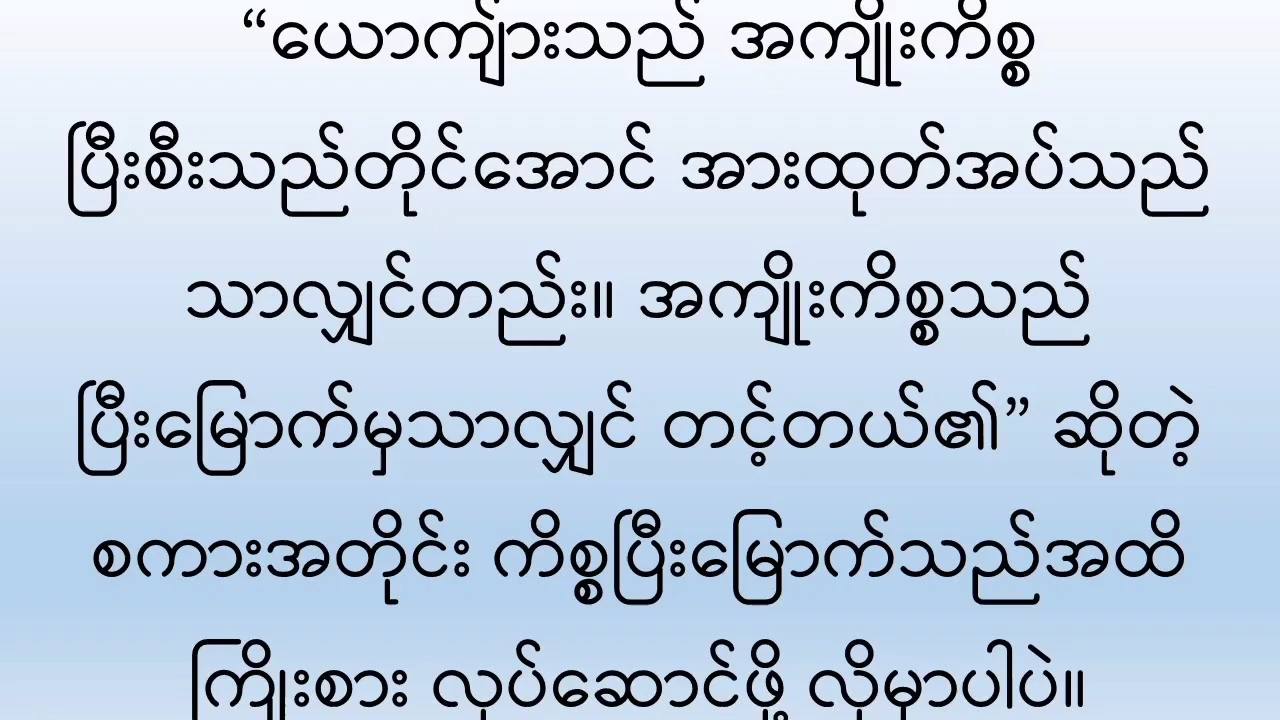 “ယောကျ်ားသည် အကျိုးကိစ္စ
ပြီးစီးသည်တိုင်အောင် အားထုတ်အပ်သည်
သာလျှင်တည်း။ အကျိုးကိစ္စသည်
ပြီးမြောက်မှသာလျှင် တင့်တယ်၏” ဆိုတဲ့
စကားအတိုင်း ကိစ္စပြီးမြောက်သည်အထိ
ကြိုးစား လုပ်ဆောင်ဖို့ လိုမှာပါပဲ။